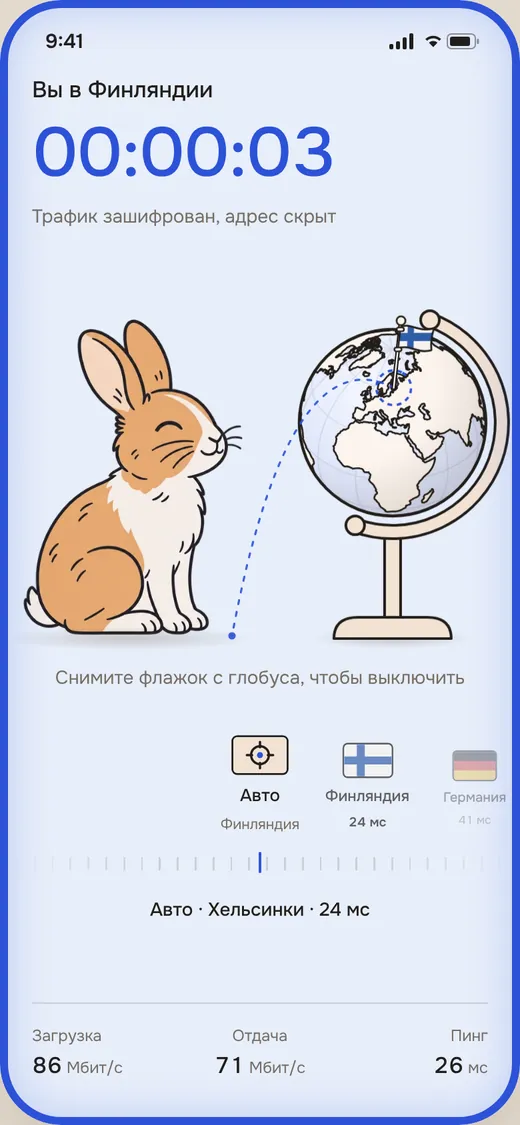 9:41
Вы в Финляндии
00:00:03
Трафик зашифрован, адрес скрыт
Снимите флажок с глобуса, чтобы выключить
Авто
Финляндия
Финляндия
24 мс
Германия
41 мс
Авто · Хельсинки · 24 мс
Загрузка
86 Мбит/с
Отдача
71 Мбит/с
Пинг
26 мс